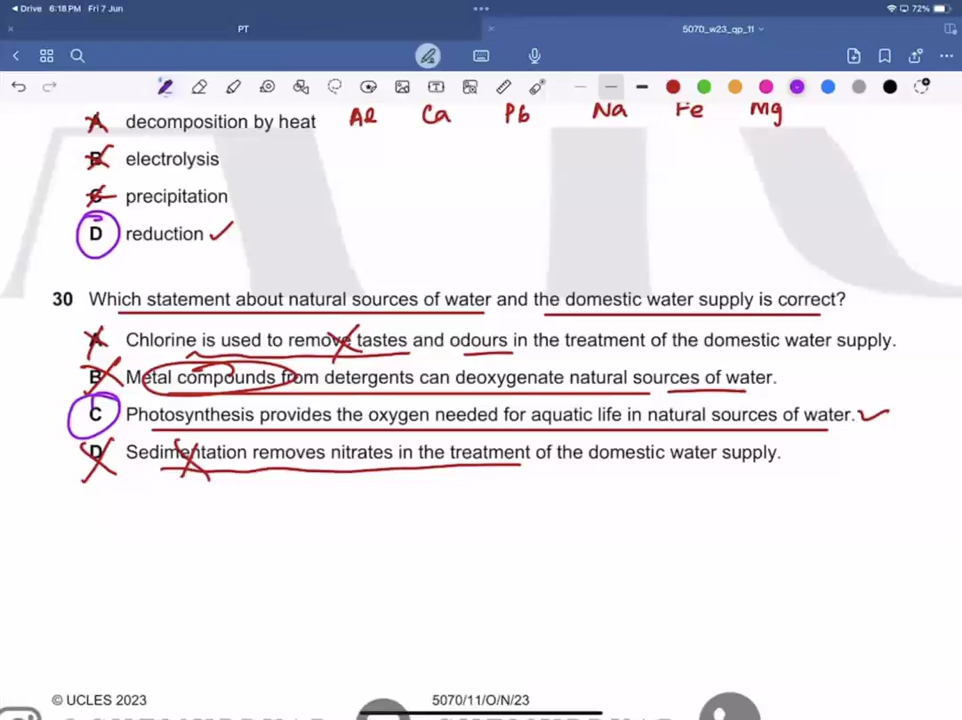 Drive 6:18 PM Fri 7 Jun
72%
PT
5070_w23_qp_11
Al Ca Pb Na Fe Mg
A decomposition by heat
B electrolysis
C precipitation
D reduction
30 Which statement about natural sources of water and the domestic water supply is correct?
A Chlorine is used to remove tastes and odours in the treatment of the domestic water supply.
B Metal compounds from detergents can deoxygenate natural sources of water.
C Photosynthesis provides the oxygen needed for aquatic life in natural sources of water.
D Sedimentation removes nitrates in the treatment of the domestic water supply.
© UCLES 2023
5070/11/O/N/23